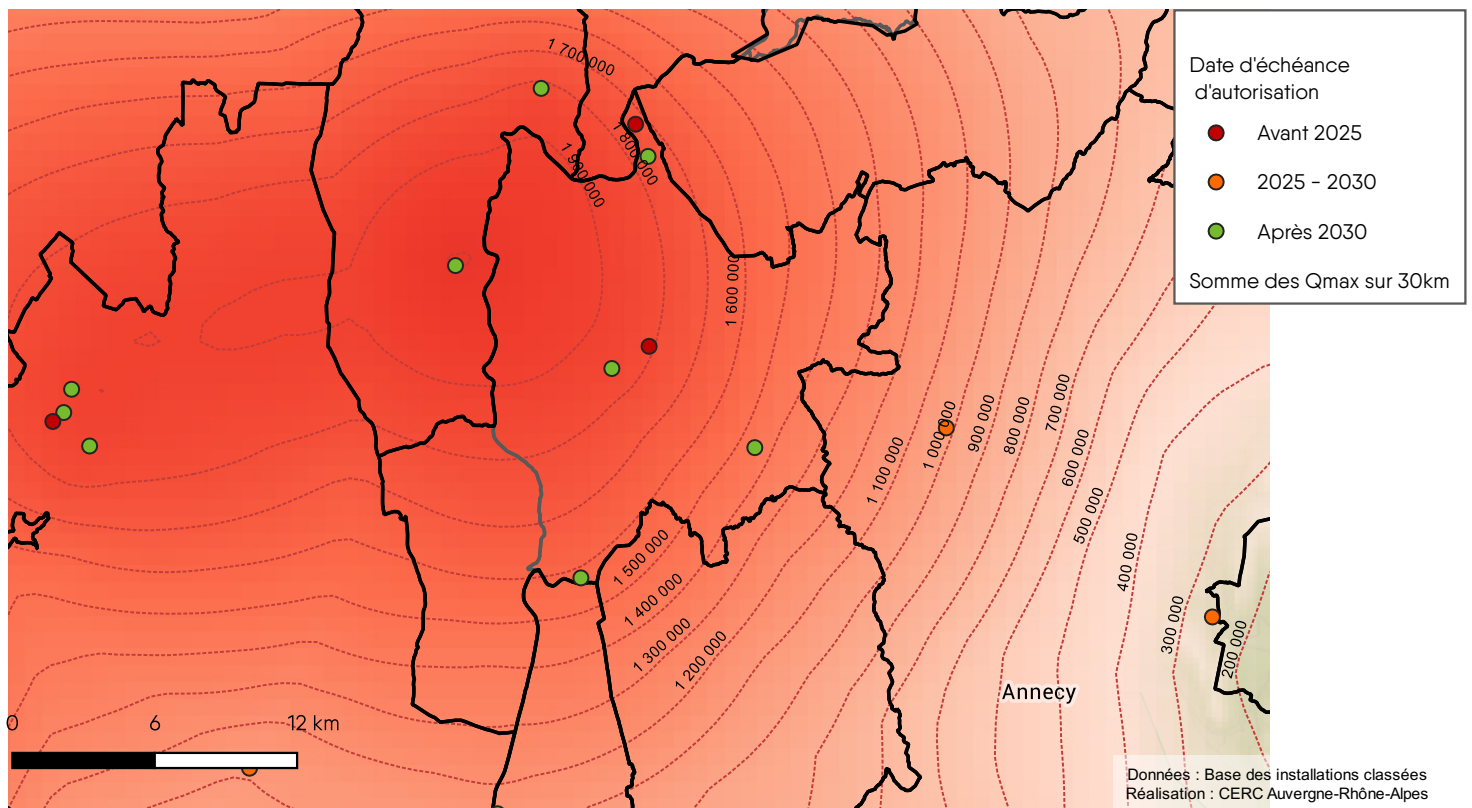 Date d'échéance
d'autorisation
Avant 2025
2025 - 2030
Après 2030
Somme des Qmax sur 30km
1 700 000
1 800 000
1 900 000
1 600 000
1 100 000
1 000 000
900 000
800 000
700 000
600 000
500 000
400 000
300 000
200 000
1 500 000
1 400 000
1 300 000
1 200 000
Annecy
0 6 12 km
Données : Base des installations classées
Réalisation : CERC Auvergne-Rhône-Alpes